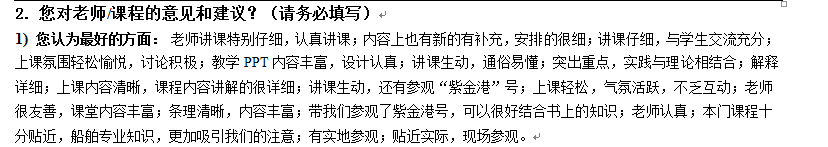 2. 您对老师/课程的意见和建议？（请务必填写）
1) 您认为最好的方面： 老师讲课特别仔细，认真讲课；内容上也有新的有补充，安排的很细；讲课仔细，与学生交流充分；
上课氛围轻松愉悦，讨论积极；教学 PPT 内容丰富，设计认真；讲课生动，通俗易懂；突出重点，实践与理论相结合；解释
详细；上课内容清晰，课程内容讲解的很详细；讲课生动，还有参观“紫金港”号；上课轻松，气氛活跃，不乏互动；老师
很友善，课堂内容丰富；条理清晰，内容丰富；带我们参观了紫金港号，可以很好结合书上的知识；老师认真；本门课程十
分贴近，船舶专业知识，更加吸引我们的注意；有实地参观；贴近实际，现场参观。